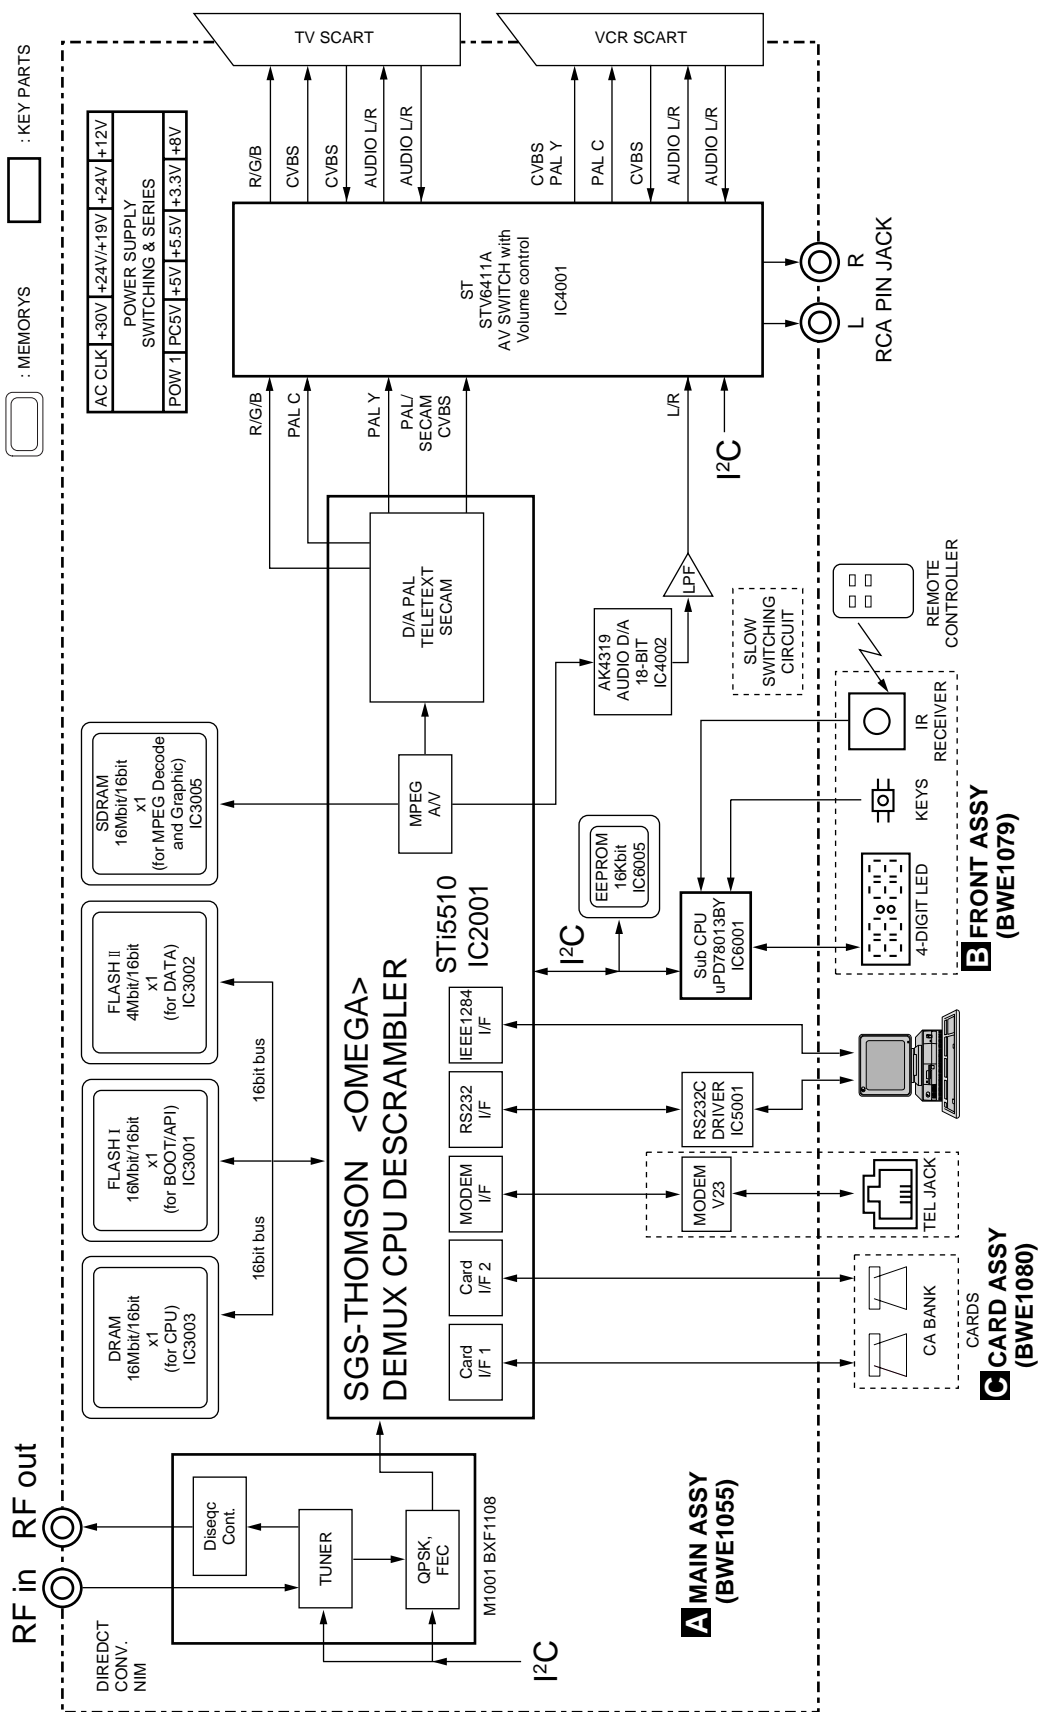 RF in
RF out
DIREDCT
CONV.
NIM
Diseqc
Cont.
TUNER
QPSK,
FEC
M1001 BXF1108
I²C
: MEMORYS
: KEY PARTS
AC CLK +30V +24V/+19V +24V +12V
POWER SUPPLY
SWITCHING & SERIES
POW 1 PC5V +5V +5.5V +3.3V +8V
DRAM
16Mbit/16bit
x1
(for CPU)
IC3003
FLASH I
16Mbit/16bit
x1
(for BOOT/API)
IC3001
FLASH II
4Mbit/16bit
x1
(for DATA)
IC3002
SDRAM
16Mbit/16bit
x1
(for MPEG Decode
and Graphic)
IC3005
16bit bus
16bit bus
SGS-THOMSON <OMEGA>
DEMUX CPU DESCRAMBLER
STi5510
IC2001
MPEG
A/V
D/A PAL
TELETEXT
SECAM
Card
I/F 1
Card
I/F 2
MODEM
I/F
RS232
I/F
IEEE1284
I/F
R/G/B
PAL C
PAL Y
PAL/
SECAM
CVBS
L/R
I²C
ST
STV6411A
AV SWITCH with
Volume control
IC4001
R/G/B
CVBS
CVBS
AUDIO L/R
AUDIO L/R
TV SCART
CVBS
PAL Y
PAL C
CVBS
AUDIO L/R
AUDIO L/R
VCR SCART
L
R
RCA PIN JACK
AK4319
AUDIO D/A
18-BIT
IC4002
LPF
SLOW
SWITCHING
CIRCUIT
I²C
EEPROM
16Kbit
IC6005
Sub CPU
uPD78013BY
IC6001
RS232C
DRIVER
IC5001
MODEM
V23
TEL JACK
CA BANK
CARDS
C CARD ASSY
(BWE1080)
4-DIGIT LED
KEYS
IR
RECEIVER
REMOTE
CONTROLLER
B FRONT ASSY
(BWE1079)
A MAIN ASSY
(BWE1055)